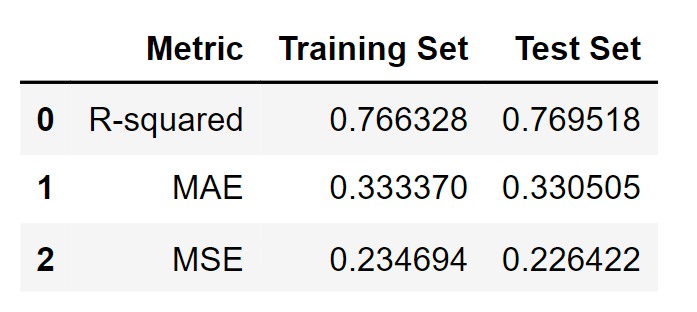 Metric Training Set Test Set
0 R-squared 0.766328 0.769518
1 MAE 0.333370 0.330505
2 MSE 0.234694 0.226422